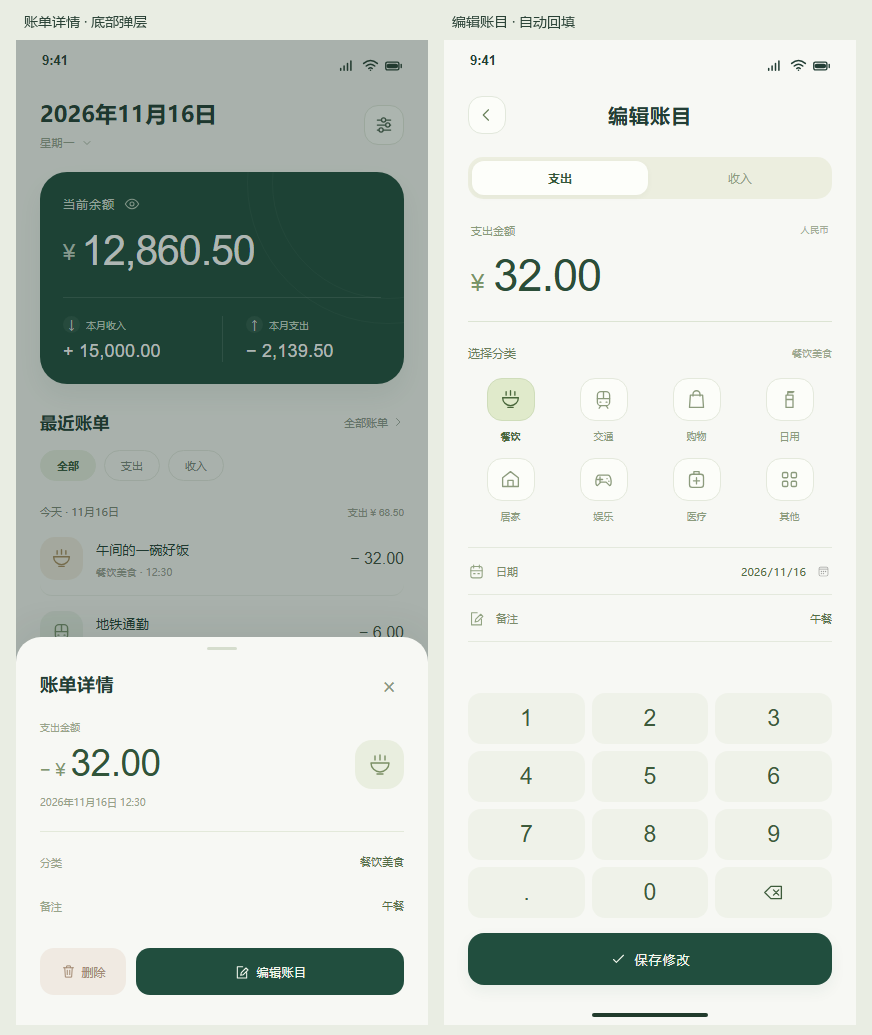 账单详情 · 底部弹层
9:41
2026年11月16日
星期一
当前余额
¥ 12,860.50
↓ 本月收入
+ 15,000.00
↑ 本月支出
− 2,139.50
最近账单
全部账单
全部 支出 收入
今天 · 11月16日 支出 ¥ 68.50
午间的一碗好饭
餐饮美食 · 12:30
− 32.00
地铁通勤
− 6.00
账单详情
支出金额
− ¥ 32.00
2026年11月16日 12:30
分类 餐饮美食
备注 午餐
删除 编辑账目
编辑账目 · 自动回填
9:41
编辑账目
支出 收入
支出金额 人民币
¥ 32.00
选择分类 餐饮美食
餐饮 交通 购物 日用
居家 娱乐 医疗 其他
日期 2026/11/16
备注 午餐
1 2 3
4 5 6
7 8 9
. 0
保存修改